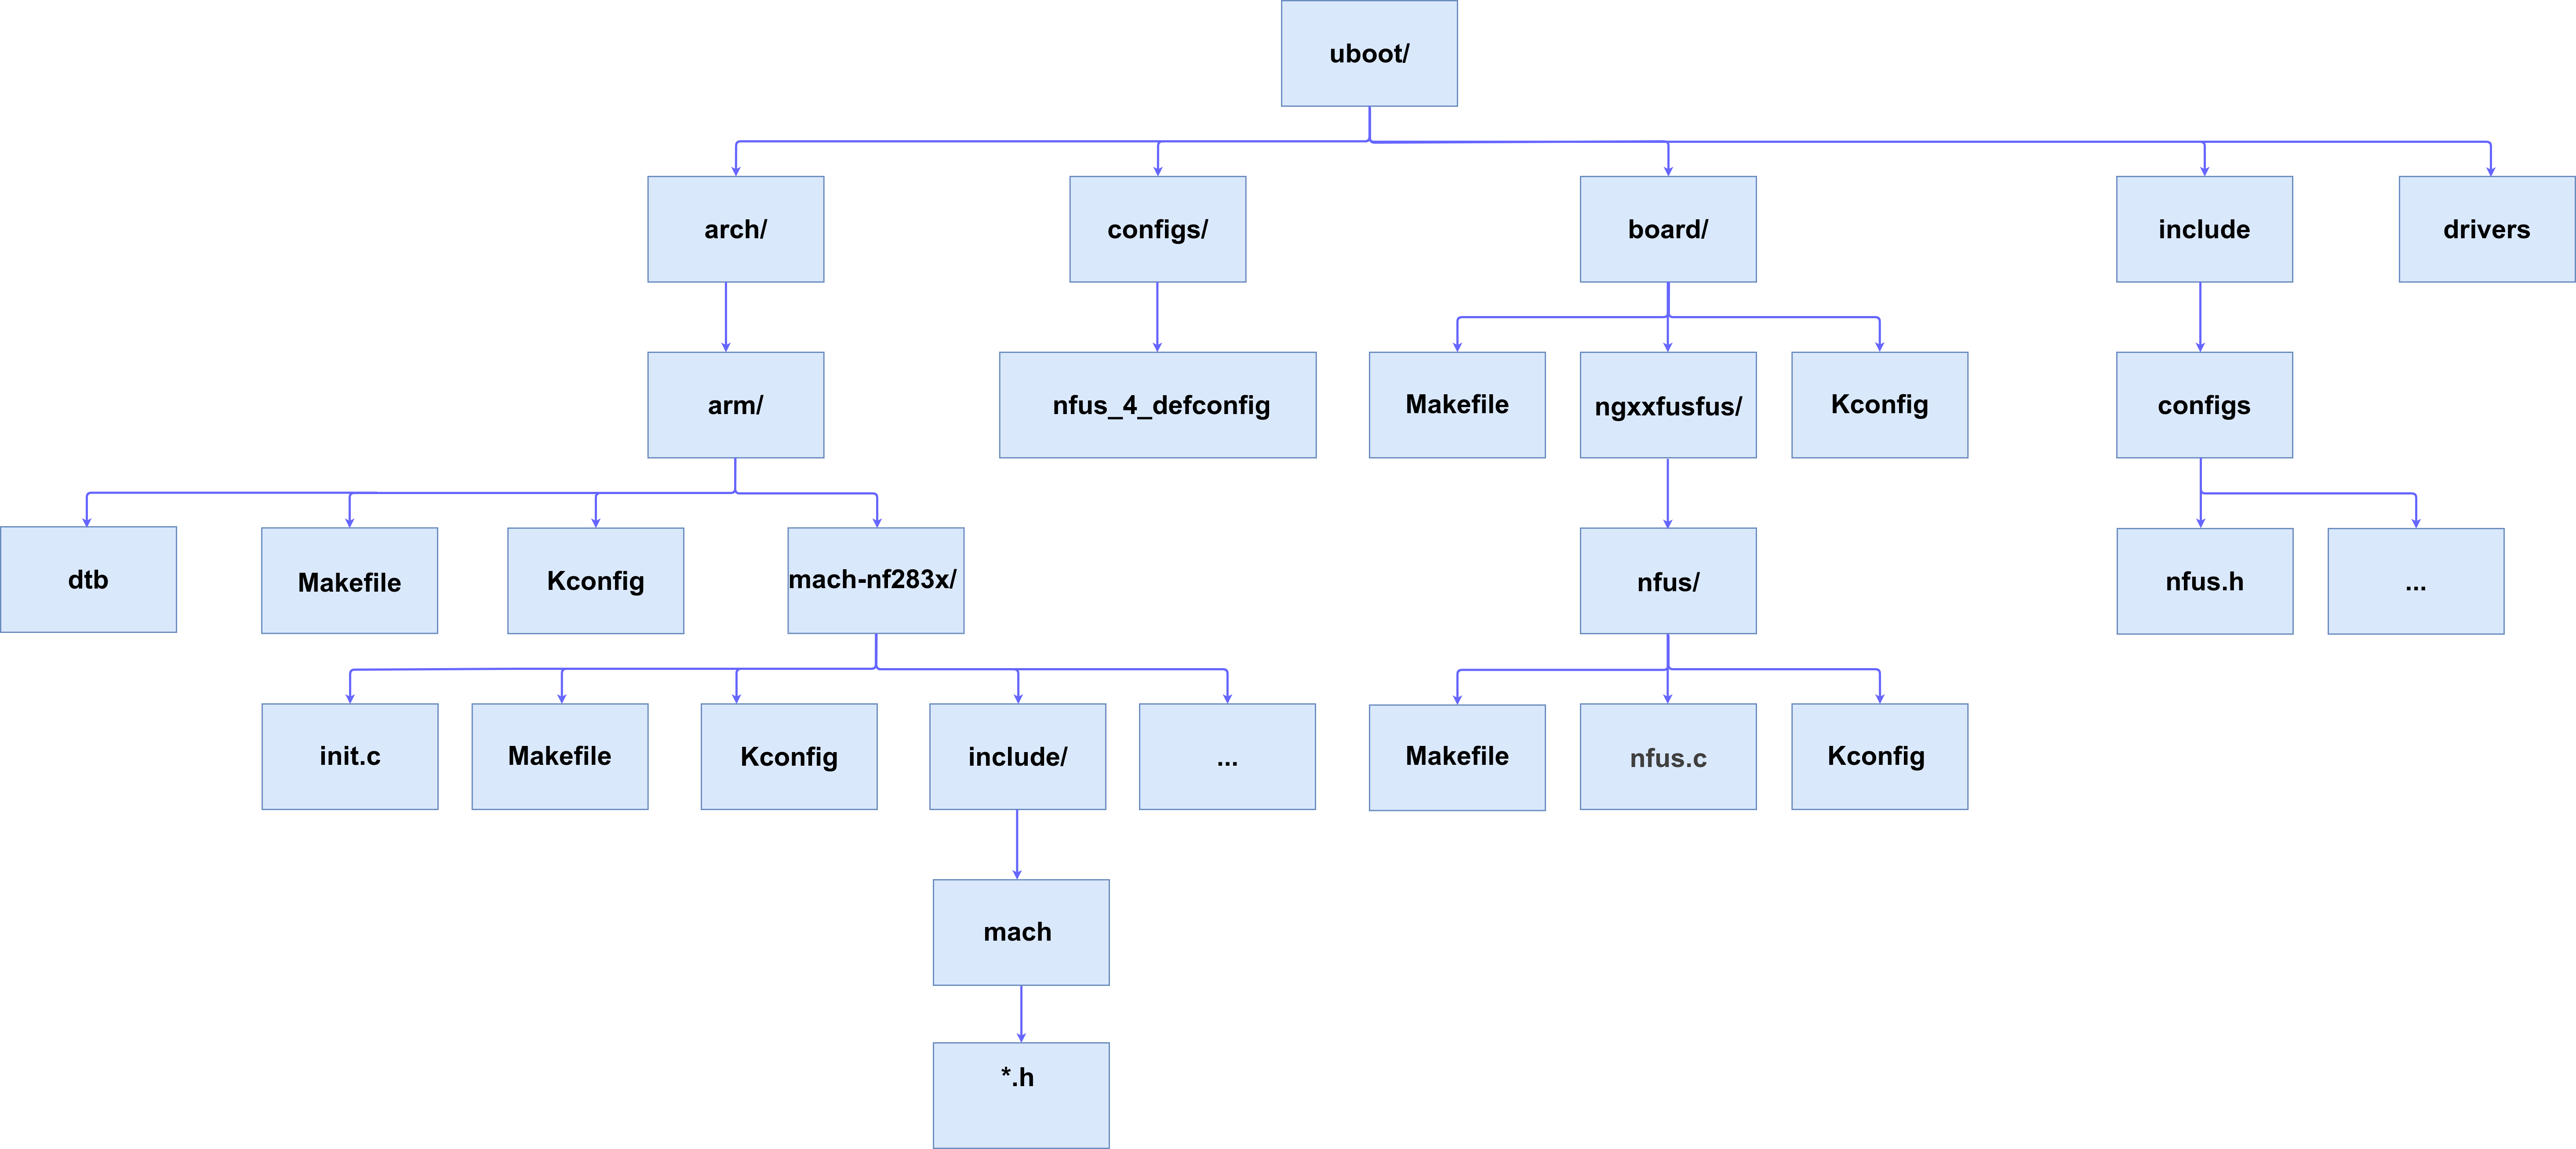 uboot/
arch/
configs/
board/
include
drivers
arm/
nfus_4_defconfig
Makefile
ngxxfusfus/
Kconfig
configs
dtb
Makefile
Kconfig
mach-nf283x/
nfus/
nfus.h
...
init.c
Makefile
Kconfig
include/
...
Makefile
nfus.c
Kconfig
mach
*.h